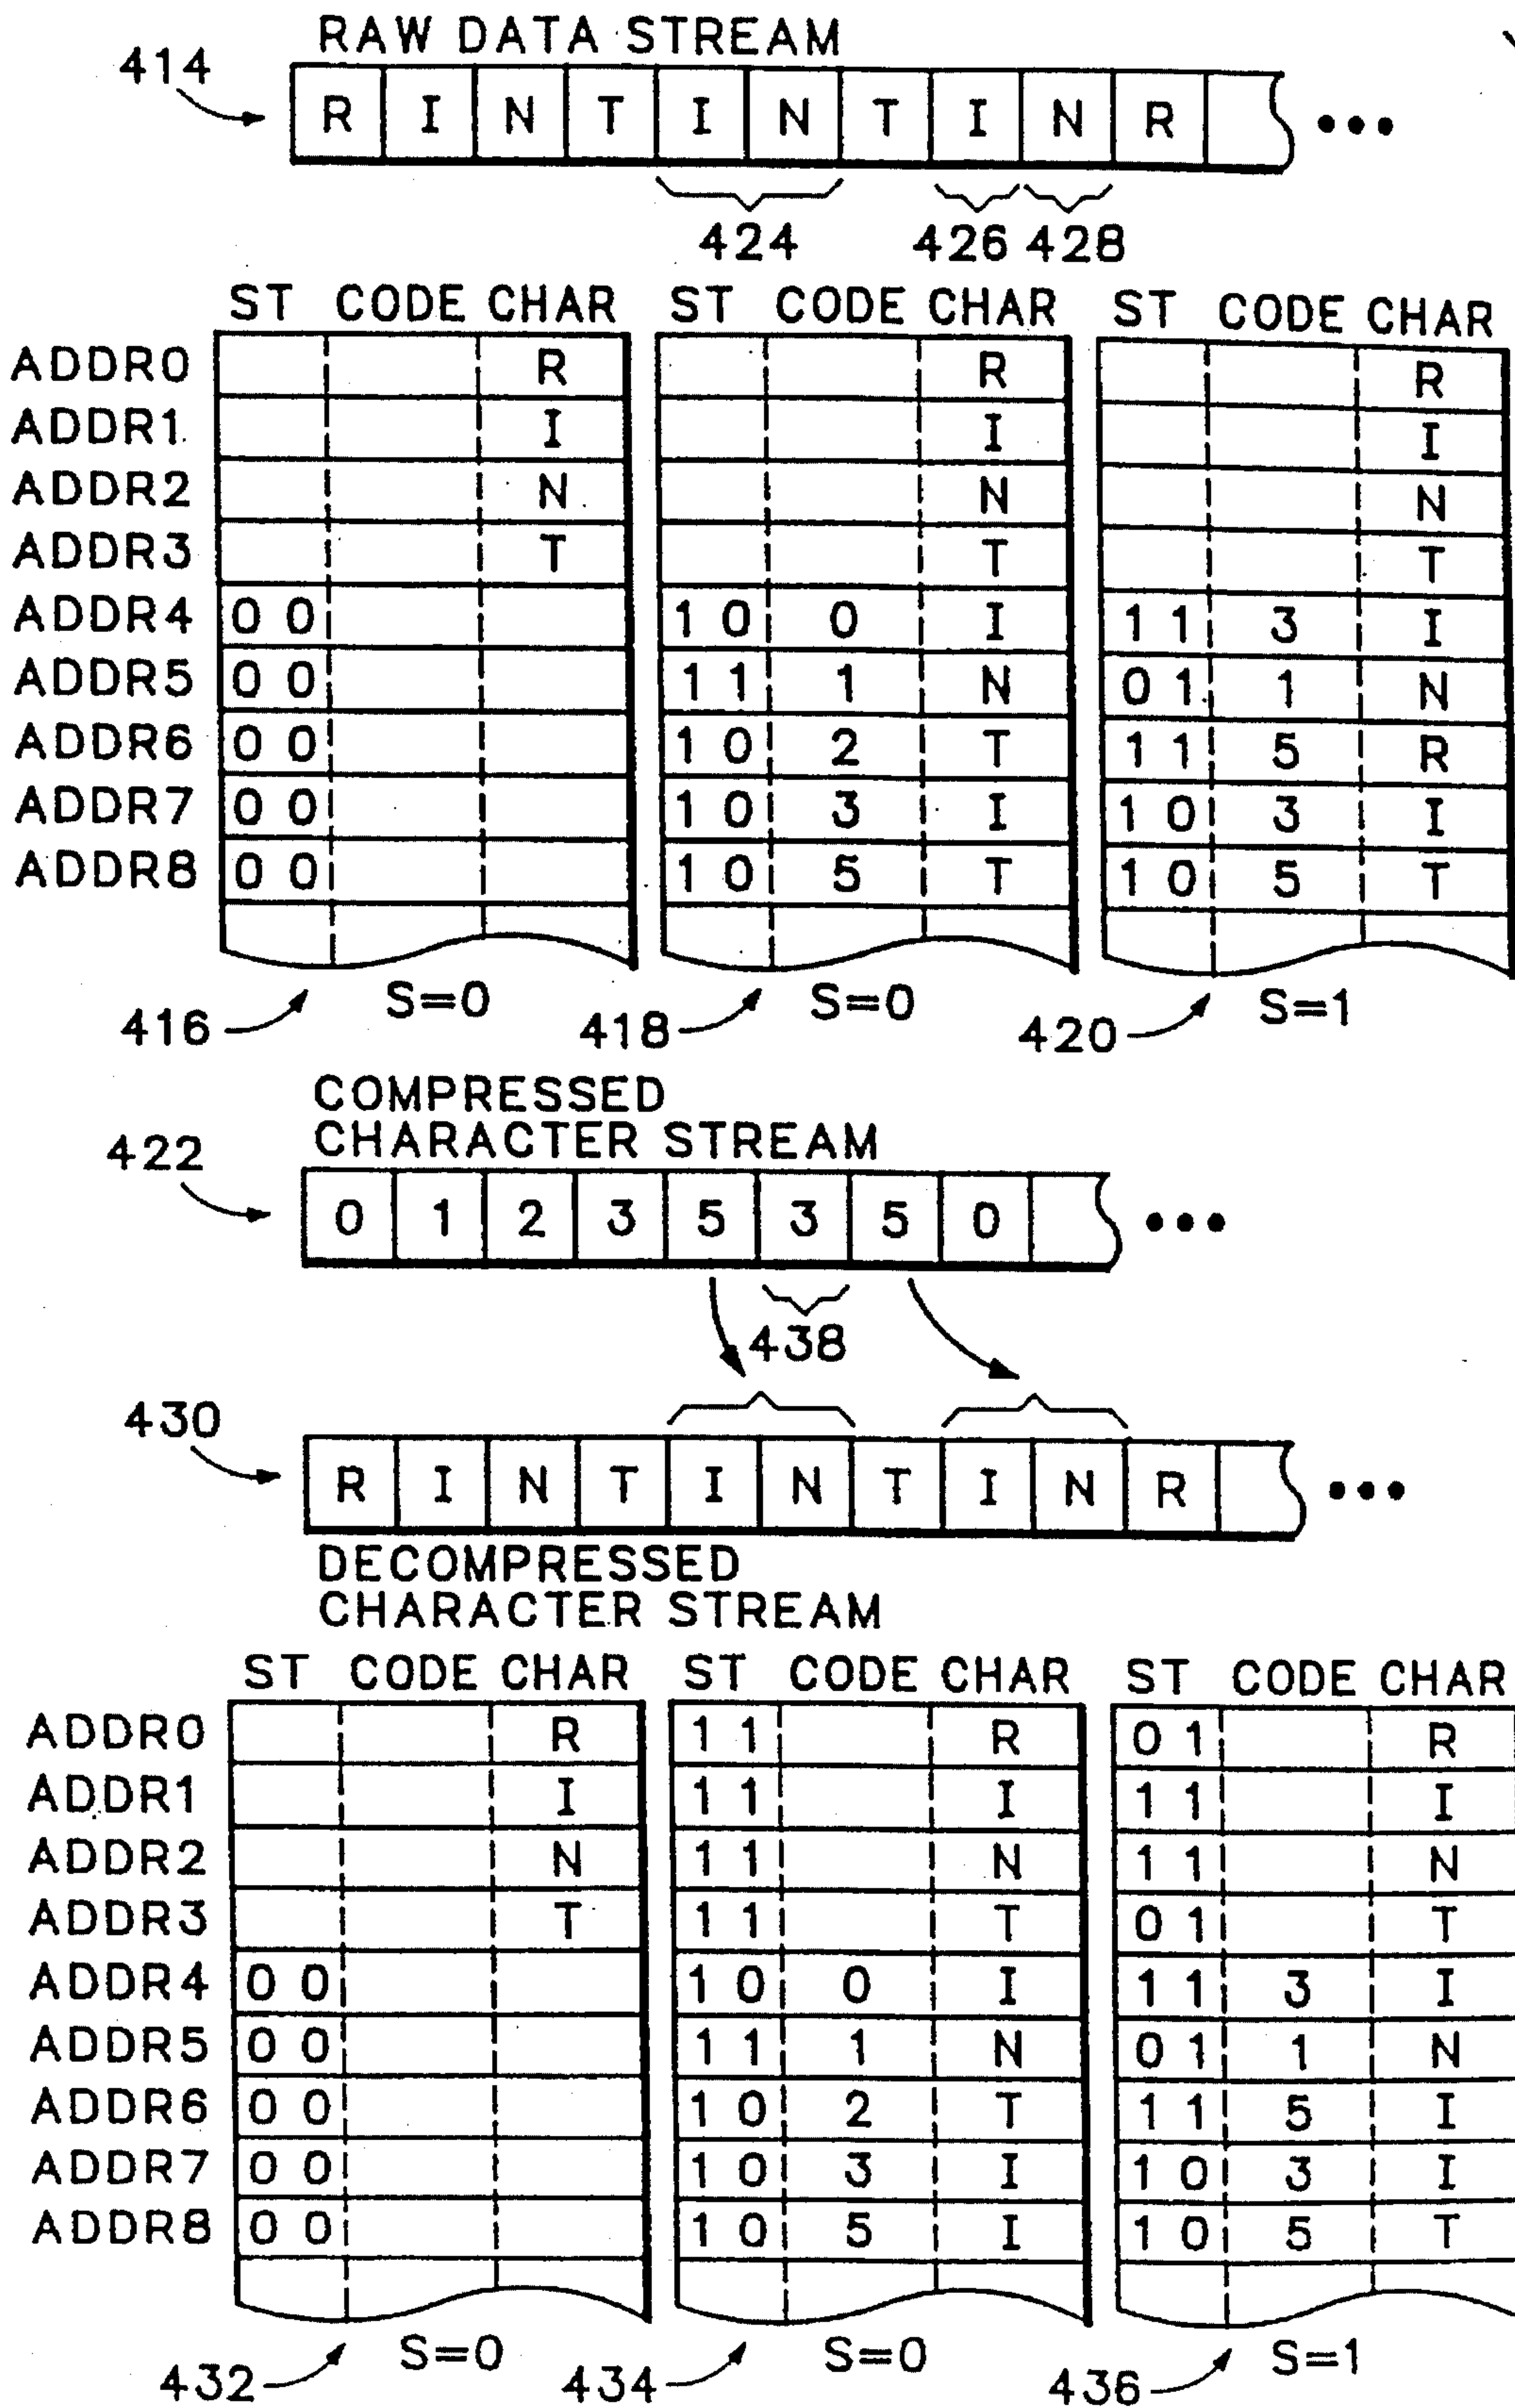 RAW DATA STREAM
414
R I N T I N T I N R •••
424 426 428
ST CODE CHAR ST CODE CHAR ST CODE CHAR
ADDR0 R R R
ADDR1 I I I
ADDR2 N N N
ADDR3 T T T
ADDR4 0 0 1 0 0 I 1 1 3 I
ADDR5 0 0 1 1 1 N 0 1 1 N
ADDR6 0 0 1 0 2 T 1 1 5 R
ADDR7 0 0 1 0 3 I 1 0 3 I
ADDR8 0 0 1 0 5 T 1 0 5 T
416 S=0 418 S=0 420 S=1
COMPRESSED
CHARACTER STREAM
422
0 1 2 3 5 3 5 0 •••
438
430
R I N T I N T I N R •••
DECOMPRESSED
CHARACTER STREAM
ST CODE CHAR ST CODE CHAR ST CODE CHAR
ADDR0 R 1 1 R 0 1 R
ADDR1 I 1 1 I 1 1 I
ADDR2 N 1 1 N 1 1 N
ADDR3 T 1 1 T 0 1 T
ADDR4 0 0 1 0 0 I 1 1 3 I
ADDR5 0 0 1 1 1 N 0 1 1 N
ADDR6 0 0 1 0 2 T 1 1 5 I
ADDR7 0 0 1 0 3 I 1 0 3 I
ADDR8 0 0 1 0 5 I 1 0 5 T
432 S=0 434 S=0 436 S=1